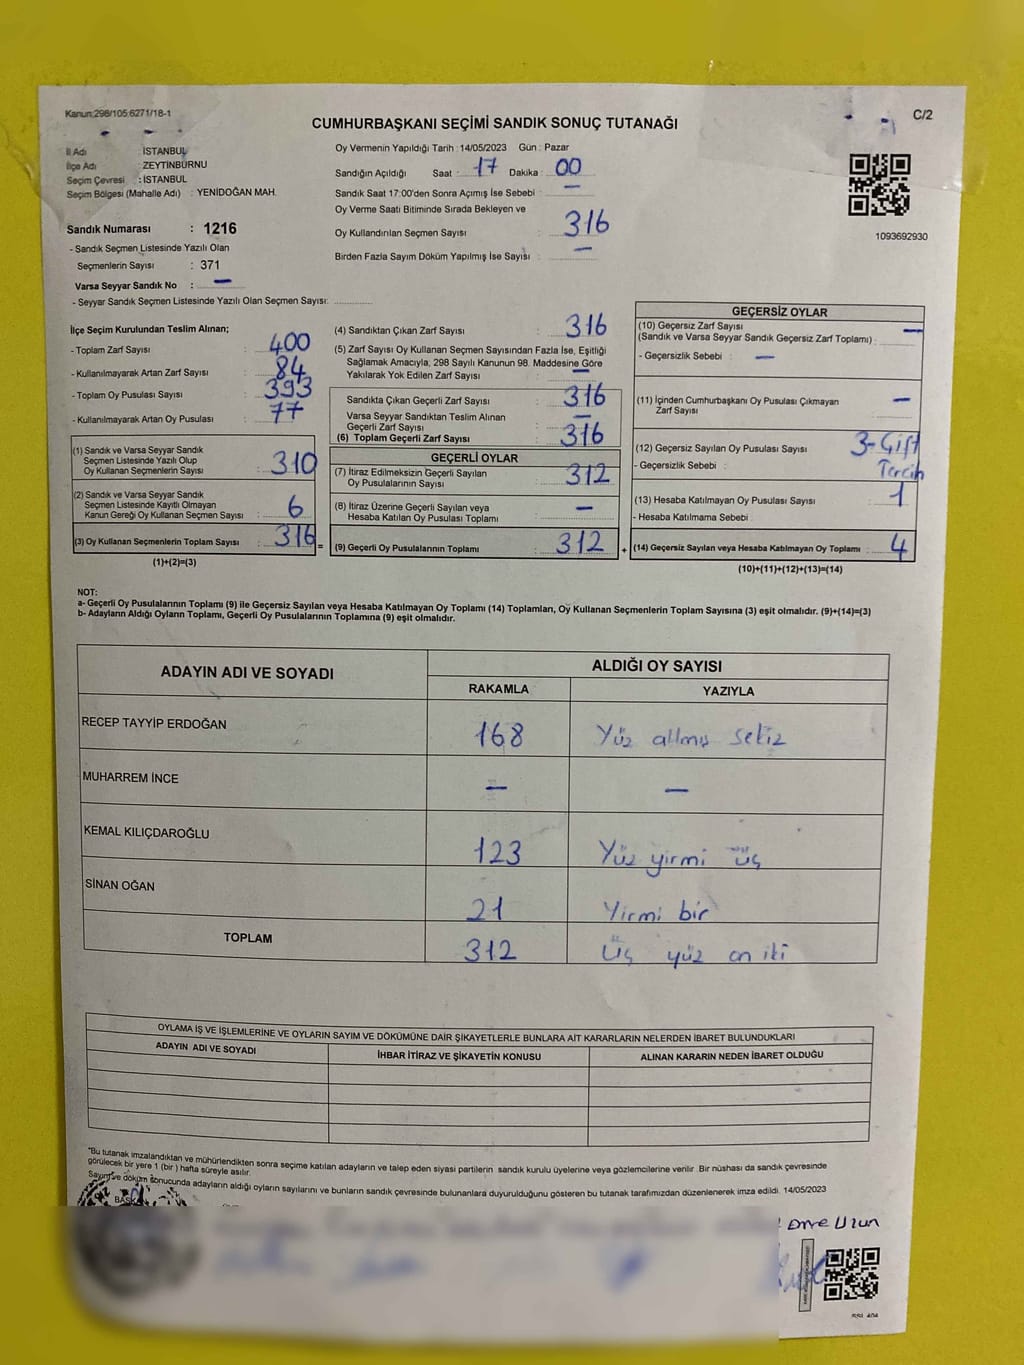 Kanun:298/105:6271/18-1
C/2
CUMHURBAŞKANI SEÇİMİ SANDIK SONUÇ TUTANAĞI
İl Adı : İSTANBUL
İlçe Adı : ZEYTİNBURNU
Seçim Çevresi : İSTANBUL
Seçim Bölgesi (Mahalle Adı) : YENİDOĞAN MAH.
Sandık Numarası : 1216
- Sandık Seçmen Listesinde Yazılı Olan
Seçmenlerin Sayısı : 371
Varsa Seyyar Sandık No : —
- Seyyar Sandık Seçmen Listesinde Yazılı Olan Seçmen Sayısı:
Oy Vermenin Yapıldığı Tarih : 14/05/2023 Gün : Pazar
Sandığın Açıldığı Saat : 17 Dakika : 00
Sandık Saat 17:00'den Sonra Açımış İse Sebebi : —
Oy Verme Saati Bitiminde Sırada Bekleyen ve
Oy Kullandırılan Seçmen Sayısı : 316
Birden Fazla Sayım Döküm Yapılmış İse Sayısı : —
1093692930
İlçe Seçim Kurulundan Teslim Alınan;
- Toplam Zarf Sayısı : 400
- Kullanılmayarak Artan Zarf Sayısı : 84
- Toplam Oy Pusulası Sayısı : 393
- Kullanılmayarak Artan Oy Pusulası : 77
(1) Sandık ve Varsa Seyyar Sandık
Seçmen Listesinde Yazılı Olup
Oy Kullanan Seçmenlerin Sayısı : 310
(2) Sandık ve Varsa Seyyar Sandık
Seçmen Listesinde Kayıtlı Olmayan
Kanun Gereği Oy Kullanan Seçmen Sayısı : 6
(3) Oy Kullanan Seçmenlerin Toplam Sayısı : 316 =
(1)+(2)=(3)
(4) Sandıktan Çıkan Zarf Sayısı : 316
(5) Zarf Sayısı Oy Kullanan Seçmen Sayısından Fazla İse, Eşitliği
Sağlamak Amacıyla, 298 Sayılı Kanunun 98. Maddesine Göre
Yakılarak Yok Edilen Zarf Sayısı : —
Sandıkta Çıkan Geçerli Zarf Sayısı : 316
Varsa Seyyar Sandıktan Teslim Alınan
Geçerli Zarf Sayısı : —
(6) Toplam Geçerli Zarf Sayısı : 316
GEÇERLİ OYLAR
(7) İtiraz Edilmeksizin Geçerli Sayılan
Oy Pusulalarının Sayısı : 312
(8) İtiraz Üzerine Geçerli Sayılan veya
Hesaba Katılan Oy Pusulası Toplamı : —
(9) Geçerli Oy Pusulalarının Toplamı : 312 +
GEÇERSİZ OYLAR
(10) Geçersiz Zarf Sayısı
(Sandık ve Varsa Seyyar Sandık Geçersiz Zarf Toplamı) : —
- Geçersizlik Sebebi : —
(11) İçinden Cumhurbaşkanı Oy Pusulası Çıkmayan
Zarf Sayısı : —
(12) Geçersiz Sayılan Oy Pusulası Sayısı : 3-Çift
- Geçersizlik Sebebi : Tercih
(13) Hesaba Katılmayan Oy Pusulası Sayısı : 1
- Hesaba Katılmama Sebebi :
(14) Geçersiz Sayılan veya Hesaba Katılmayan Oy Toplamı : 4
(10)+(11)+(12)+(13)=(14)
NOT:
a- Geçerli Oy Pusulalarının Toplamı (9) ile Geçersiz Sayılan veya Hesaba Katılmayan Oy Toplamı (14) Toplamları, Oy Kullanan Seçmenlerin Toplam Sayısına (3) eşit olmalıdır. (9)+(14)=(3)
b- Adayların Aldığı Oyların Toplamı, Geçerli Oy Pusulalarının Toplamına (9) eşit olmalıdır.
ADAYIN ADI VE SOYADI
ALDIĞI OY SAYISI
RAKAMLA YAZIYLA
RECEP TAYYİP ERDOĞAN 168 Yüz altmış sekiz
MUHARREM İNCE — —
KEMAL KILIÇDAROĞLU 123 Yüz yirmi üç
SİNAN OĞAN 21 Yirmi bir
TOPLAM 312 Üç yüz on iki
OYLAMA İŞ VE İŞLEMLERİNE VE OYLARIN SAYIM VE DÖKÜMÜNE DAİR ŞİKAYETLERLE BUNLARA AİT KARARLARIN NELERDEN İBARET BULUNDUKLARI
ADAYIN ADI VE SOYADI İHBAR İTİRAZ VE ŞİKAYETİN KONUSU ALINAN KARARIN NEDEN İBARET OLDUĞU
"Bu tutanak imzalandıktan ve mühürlendikten sonra seçime katılan adayların ve talep eden siyasi partilerin sandık kurulu üyelerine veya gözlemcilerine verilir. Bir nüshası da sandık çevresinde
görülecek bir yere 1 (bir) hafta süreyle asılır.
Sayım ve döküm sonucunda adayların aldığı oyların sayılarını ve bunların sandık çevresinde bulunanlara duyurulduğunu gösteren bu tutanak tarafımızdan düzenlenerek imza edildi. 14/05/2023
Uzun